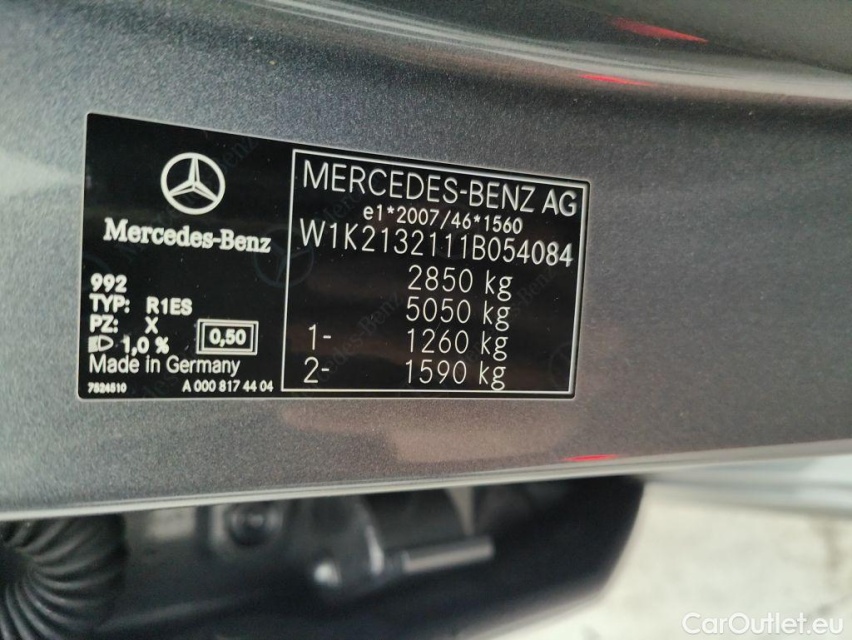 Mercedes-Benz
992
TYP: R1ES
PZ: X
1,0 %
0,50
Made in Germany
7524510
A 000 817 44 04
MERCEDES-BENZ AG
e1*2007/46*1560
W1K2132111B054084
2850 kg
5050 kg
1- 1260 kg
2- 1590 kg
CarOutlet.eu